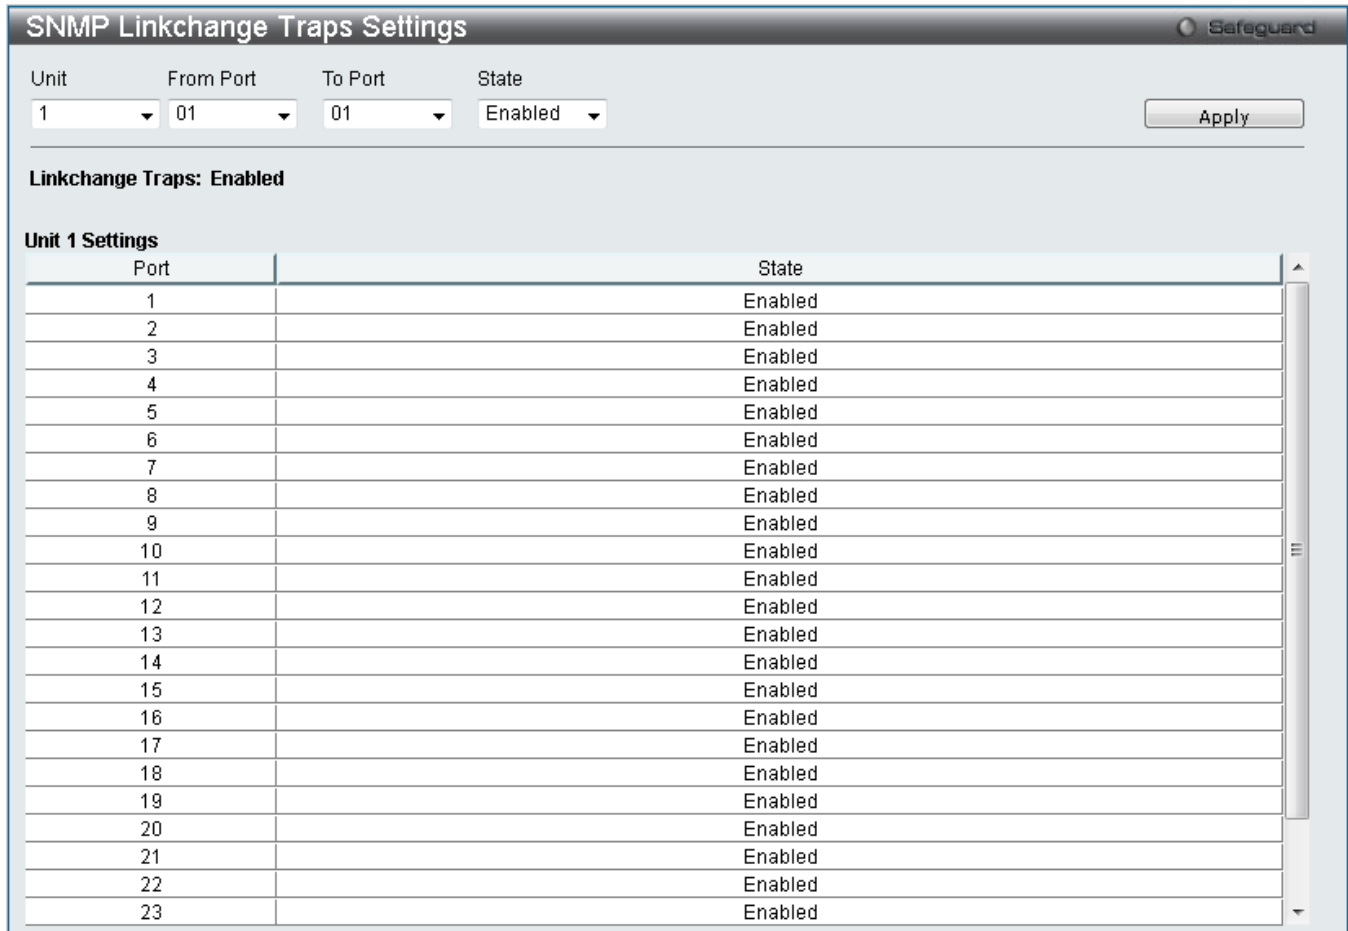 SNMP Linkchange Traps Settings
Safeguard
Unit From Port To Port State
1 01 01 Enabled Apply
Linkchange Traps: Enabled
Unit 1 Settings
Port State
1 Enabled
2 Enabled
3 Enabled
4 Enabled
5 Enabled
6 Enabled
7 Enabled
8 Enabled
9 Enabled
10 Enabled
11 Enabled
12 Enabled
13 Enabled
14 Enabled
15 Enabled
16 Enabled
17 Enabled
18 Enabled
19 Enabled
20 Enabled
21 Enabled
22 Enabled
23 Enabled